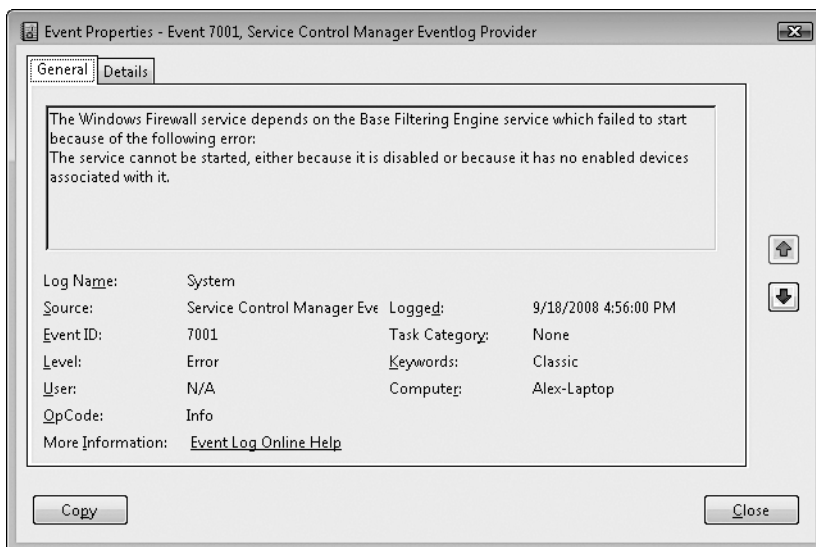 Event Properties - Event 7001, Service Control Manager Eventlog Provider
General Details
The Windows Firewall service depends on the Base Filtering Engine service which failed to start
because of the following error:
The service cannot be started, either because it is disabled or because it has no enabled devices
associated with it.
Log Name: System
Source: Service Control Manager Eve Logged: 9/18/2008 4:56:00 PM
Event ID: 7001 Task Category: None
Level: Error Keywords: Classic
User: N/A Computer: Alex-Laptop
OpCode: Info
More Information: Event Log Online Help
Copy Close